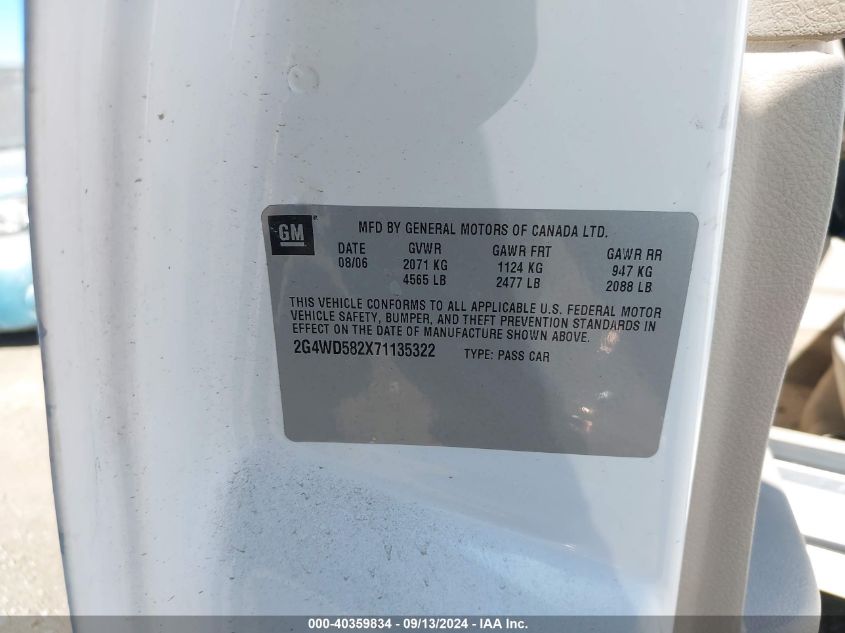 GM
MFD BY GENERAL MOTORS OF CANADA LTD.
DATE GVWR GAWR FRT GAWR RR
08/06 2071 KG 1124 KG 947 KG
4565 LB 2477 LB 2088 LB
THIS VEHICLE CONFORMS TO ALL APPLICABLE U.S. FEDERAL MOTOR
VEHICLE SAFETY, BUMPER, AND THEFT PREVENTION STANDARDS IN
EFFECT ON THE DATE OF MANUFACTURE SHOWN ABOVE.
2G4WD582X71135322 TYPE: PASS CAR
000-40359834 - 09/13/2024 - IAA Inc.